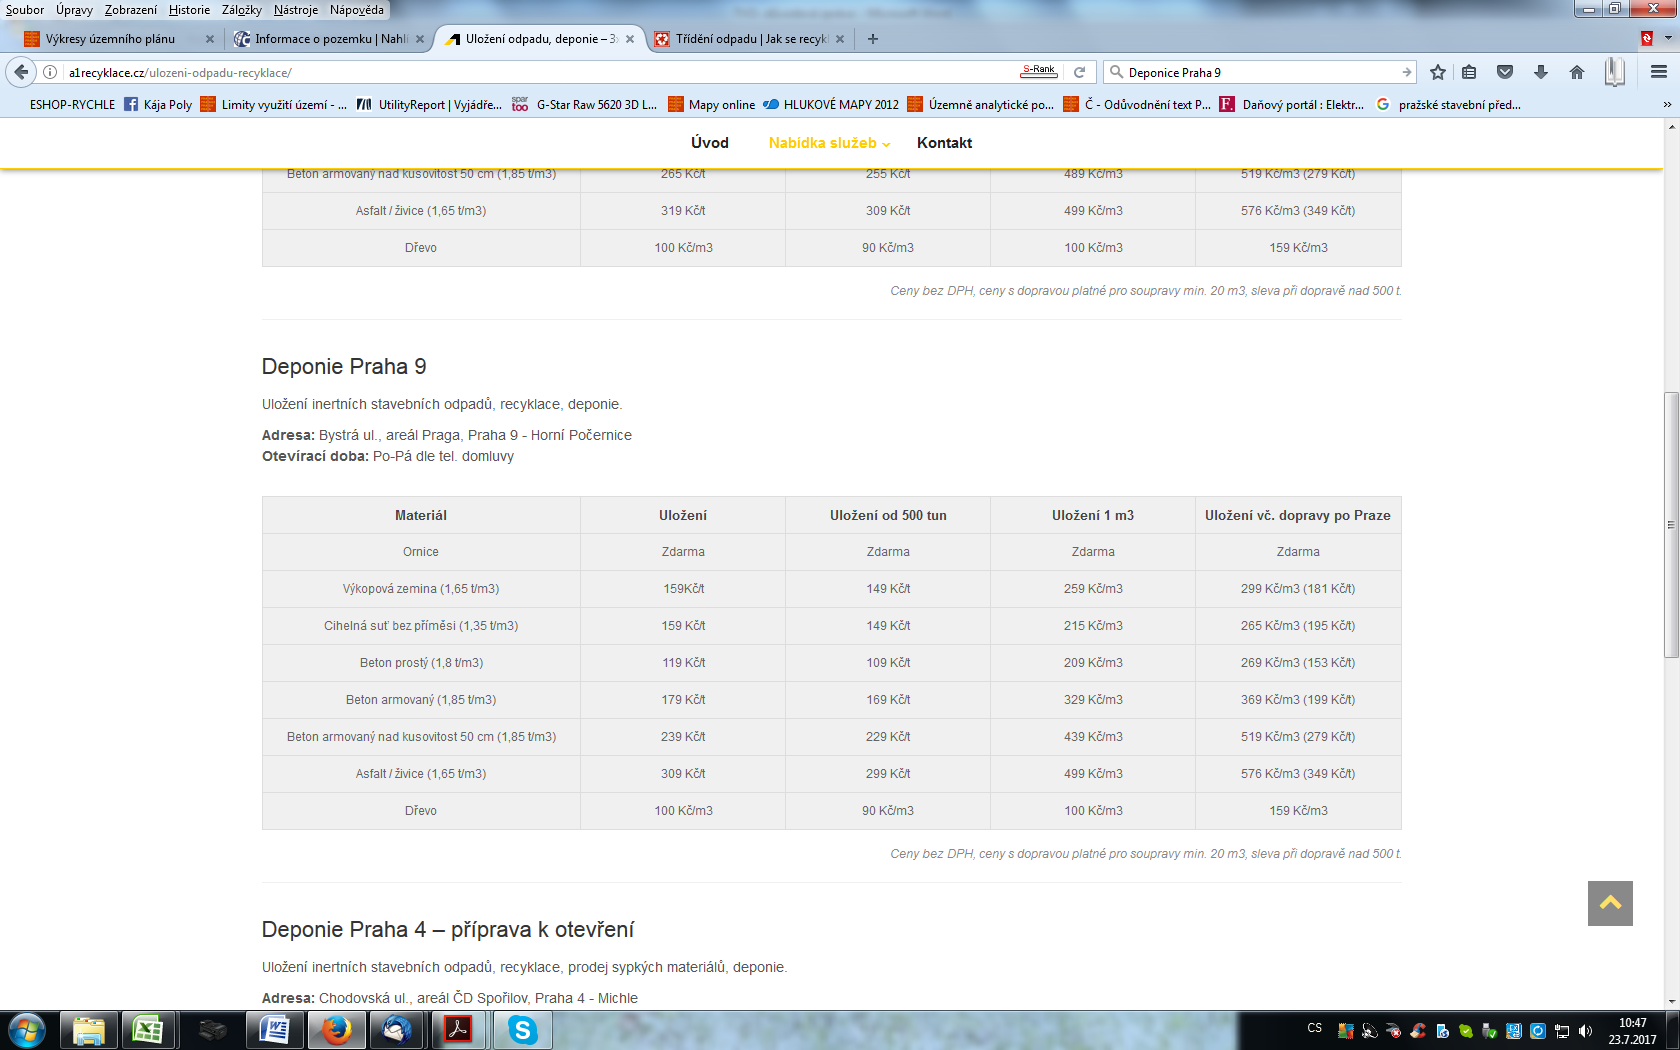 Soubor Úpravy Zobrazení Historie Záložky Nástroje Nápověda
Výkresy územního plánu
Informace o pozemku | Nahlí
Uložení odpadu, deponie – 3x
Třídění odpadu | Jak se recykl
a1recyklace.cz/ulozeni-odpadu-recyklace/
S-Rank
Deponice Praha 9
ESHOP-RYCHLE Kája Poly Limity využití území - ... UtilityReport | Vyjádře... spar too G-Star Raw 5620 3D L... Mapy online HLUKOVÉ MAPY 2012 Územně analytické po... Č - Odůvodnění text P... Daňový portál : Elektr... pražské stavební před... »
Úvod Nabídka služeb Kontakt
Beton armovaný nad kusovitost 50 cm (1,85 t/m3) 265 Kč/t 255 Kč/t 489 Kč/m3 519 Kč/m3 (279 Kč/t)
Asfalt / živice (1,65 t/m3) 319 Kč/t 309 Kč/t 499 Kč/m3 576 Kč/m3 (349 Kč/t)
Dřevo 100 Kč/m3 90 Kč/m3 100 Kč/m3 159 Kč/m3
Ceny bez DPH, ceny s dopravou platné pro soupravy min. 20 m3, sleva při dopravě nad 500 t.
Deponie Praha 9
Uložení inertních stavebních odpadů, recyklace, deponie.
Adresa: Bystrá ul., areál Praga, Praha 9 - Horní Počernice
Otevírací doba: Po-Pá dle tel. domluvy
Materiál Uložení Uložení od 500 tun Uložení 1 m3 Uložení vč. dopravy po Praze
Ornice Zdarma Zdarma Zdarma Zdarma
Výkopová zemina (1,65 t/m3) 159Kč/t 149 Kč/t 259 Kč/m3 299 Kč/m3 (181 Kč/t)
Cihelná suť bez příměsi (1,35 t/m3) 159 Kč/t 149 Kč/t 215 Kč/m3 265 Kč/m3 (195 Kč/t)
Beton prostý (1,8 t/m3) 119 Kč/t 109 Kč/t 209 Kč/m3 269 Kč/m3 (153 Kč/t)
Beton armovaný (1,85 t/m3) 179 Kč/t 169 Kč/t 329 Kč/m3 369 Kč/m3 (199 Kč/t)
Beton armovaný nad kusovitost 50 cm (1,85 t/m3) 239 Kč/t 229 Kč/t 439 Kč/m3 519 Kč/m3 (279 Kč/t)
Asfalt / živice (1,65 t/m3) 309 Kč/t 299 Kč/t 499 Kč/m3 576 Kč/m3 (349 Kč/t)
Dřevo 100 Kč/m3 90 Kč/m3 100 Kč/m3 159 Kč/m3
Ceny bez DPH, ceny s dopravou platné pro soupravy min. 20 m3, sleva při dopravě nad 500 t.
Deponie Praha 4 – příprava k otevření
Uložení inertních stavebních odpadů, recyklace, prodej sypkých materiálů, deponie.
Adresa: Chodovská ul., areál ČD Spořilov, Praha 4 - Michle
CS
10:47
23.7.2017